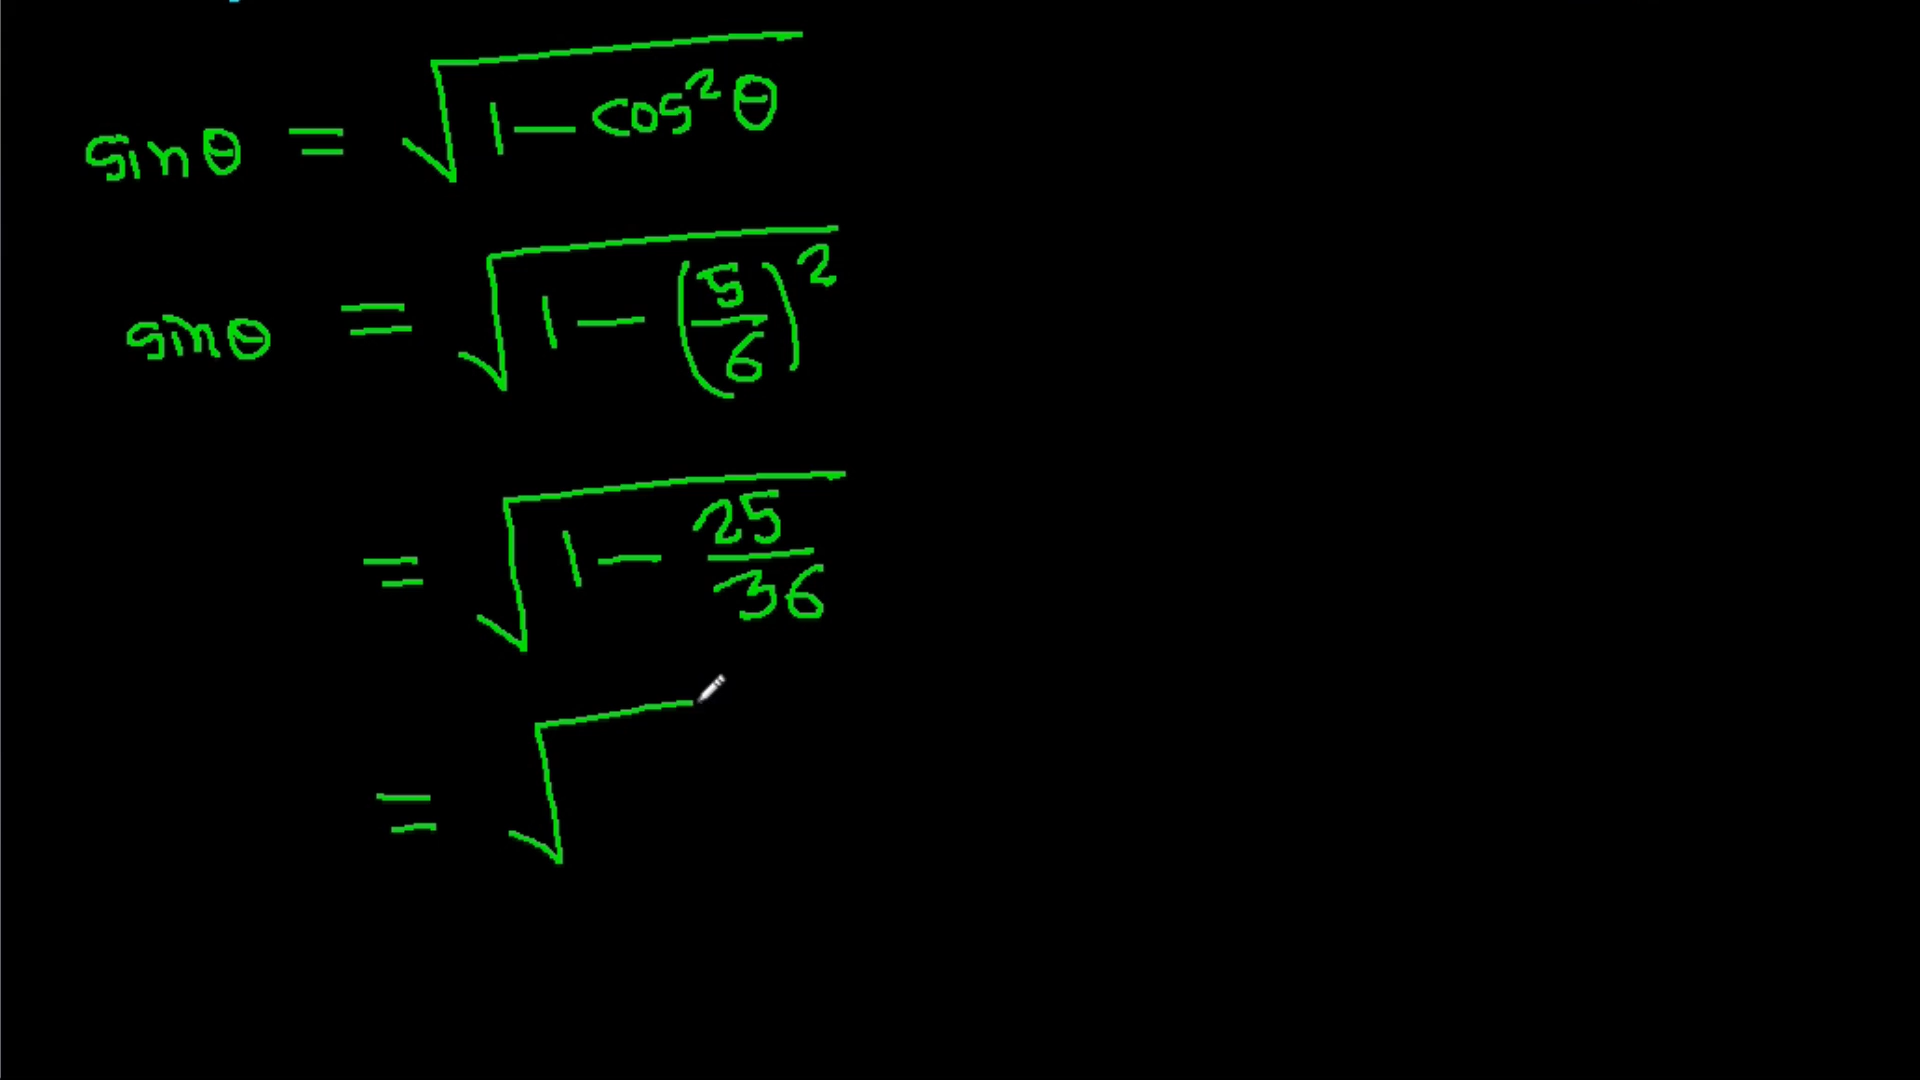 sinθ = √(1 - cos²θ)
sinθ = √(1 - (5/6)²)
= √(1 - 25/36)
= √